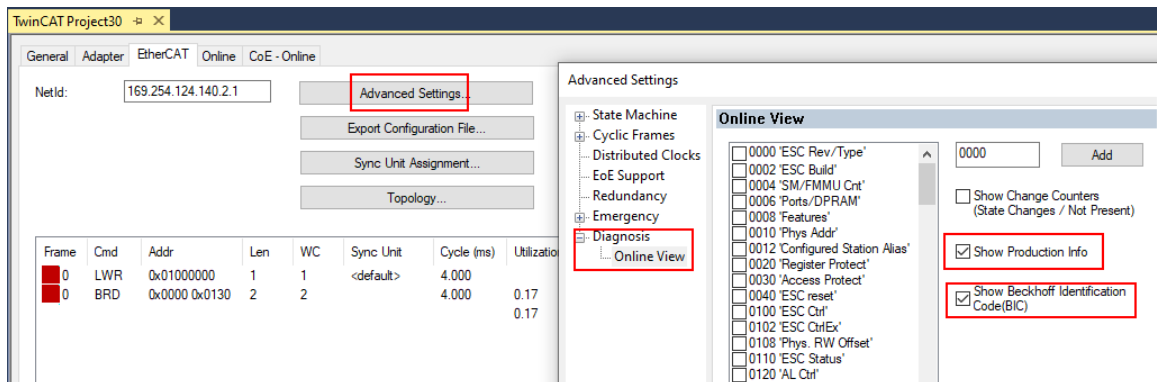 TwinCAT Project30
General Adapter EtherCAT Online CoE - Online
NetId: 169.254.124.140.2.1
Advanced Settings...
Export Configuration File...
Sync Unit Assignment...
Topology...
Frame Cmd Addr Len WC Sync Unit Cycle (ms) Utilizatio
0 LWR 0x01000000 1 1 <default> 4.000
0 BRD 0x0000 0x0130 2 2 4.000 0.17
0.17
Advanced Settings
State Machine
Cyclic Frames
Distributed Clocks
EoE Support
Redundancy
Emergency
Diagnosis
Online View
Online View
0000 'ESC Rev/Type'
0002 'ESC Build'
0004 'SM/FMMU Cnt'
0006 'Ports/DPRAM'
0008 'Features'
0010 'Phys Addr'
0012 'Configured Station Alias'
0020 'Register Protect'
0030 'Access Protect'
0040 'ESC reset'
0100 'ESC Ctrl'
0102 'ESC CtrlEx'
0108 'Phys. RW Offset'
0110 'ESC Status'
0120 'AL Ctrl'
0000 Add
Show Change Counters
(State Changes / Not Present)
Show Production Info
Show Beckhoff Identification
Code(BIC)